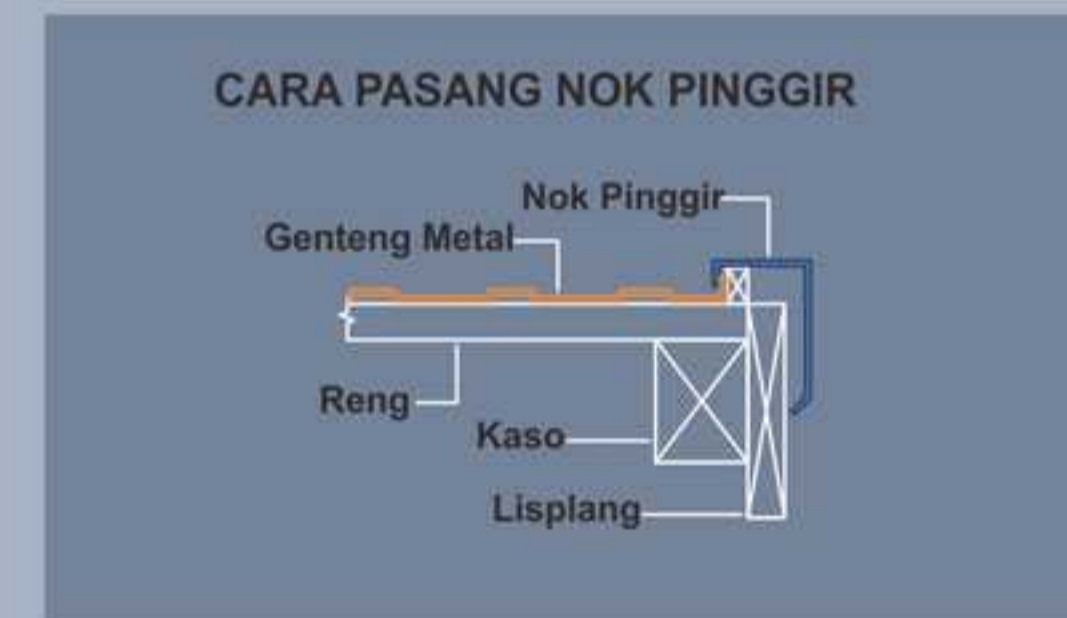 CARA PASANG NOK PINGGIR
Nok Pinggir
Genteng Metal
Reng
Kaso
Lisplang